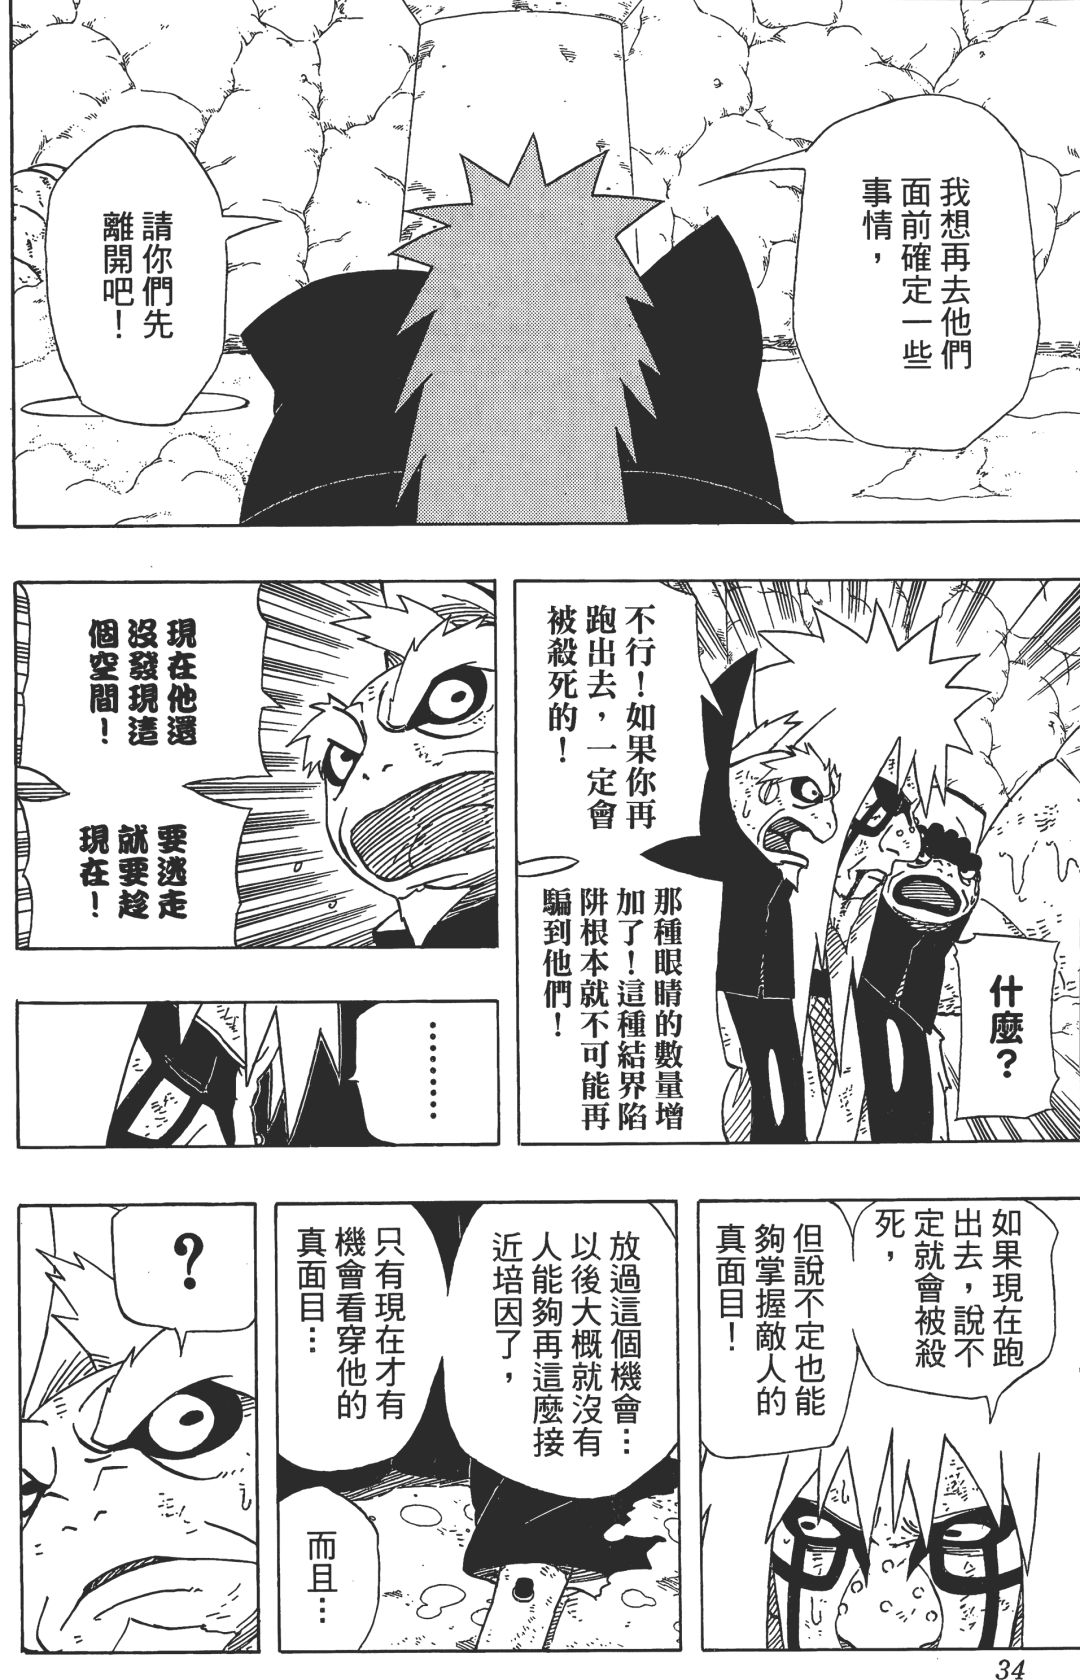 我想再去他們
面前確定一些
事情，
請你們先
離開吧！
什麼？
不行！如果你再
跑出去，一定會
被殺死的！
那種眼睛的數量增
加了！這種結界陷
阱根本就不可能再
騙到他們！
現在他還
沒發現這
個空間！
要逃走
就要趁
現在！
………
如果現在跑
出去，說不
定就會被殺
死，
但說不定也能
夠掌握敵人的
真面目！
放過這個機會…
以後大概就沒有
人能夠再這麼接
近培因了，
只有現在才有
機會看穿他的
真面目…
而且…
？
34